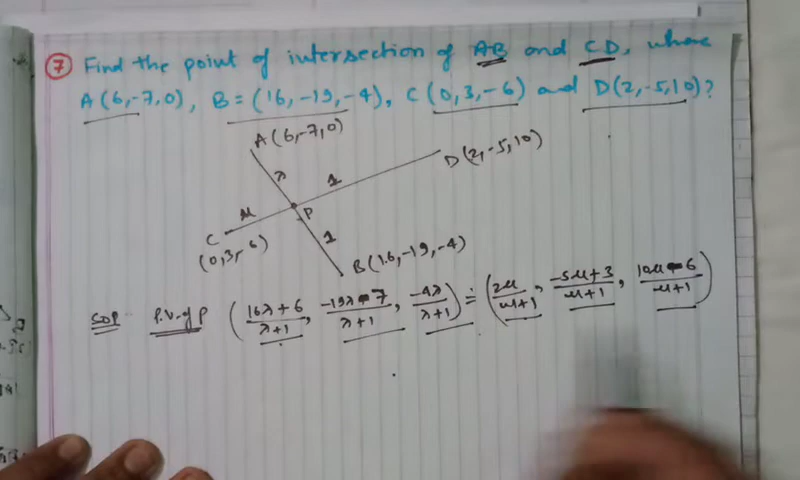 7 Find the point of intersection of AB and CD, where
A(6,-7,0), B=(16,-19,-4), C(0,3,-6) and D(2,-5,10)?
A(6,-7,0)
λ
1
D(2,-5,10)
μ
P
C
(0,3,-6)
1
B(16,-19,-4)
Sol P.V. of P (16λ+6/λ+1, -19λ-7/λ+1, -4λ/λ+1) = (2μ/μ+1, -5μ+3/μ+1, 10μ-6/μ+1)